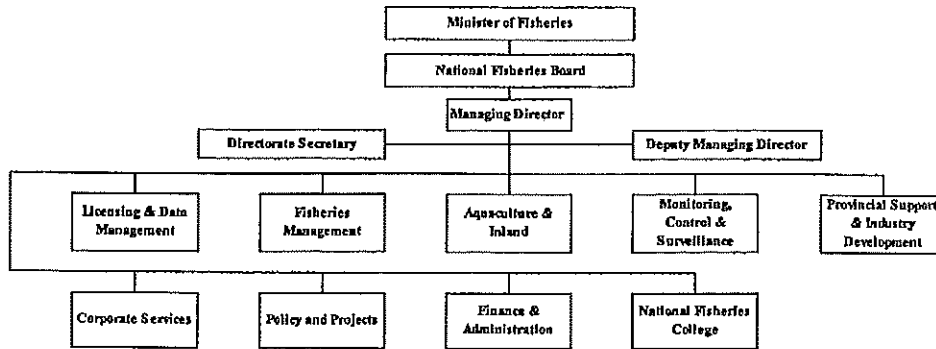 Minister of Fisheries
National Fisheries Board
Managing Director
Directorate Secretary
Deputy Managing Director
Licensing & Data
Management
Fisheries
Management
Aquaculture &
Inland
Monitoring,
Control &
Surveillance
Provincial Support
& Industry
Development
Corporate Services
Policy and Projects
Finance &
Administration
National Fisheries
College